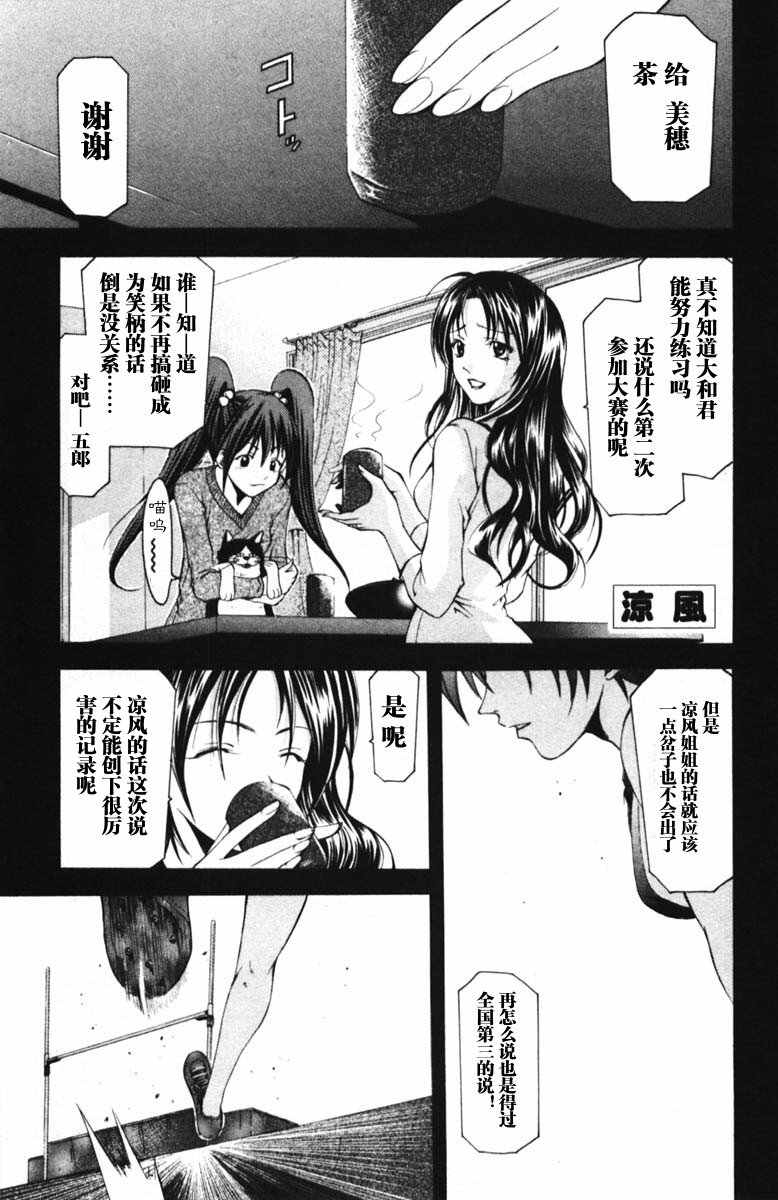 给 美穗
茶
コトッ
谢谢
真不知道大和君
能努力练习吗
还说什么第二次
参加大赛的呢
谁—知—道
如果不再搞砸成
为笑柄的话
倒是没关系……
对吧—五郎
喵呜
涼風
但是
凉风姐姐的话就应该
一点岔子也不会出了
是呢
凉风的话这次说
不定能创下很厉
害的记录呢
再怎么说也是得过
全国第三的说！